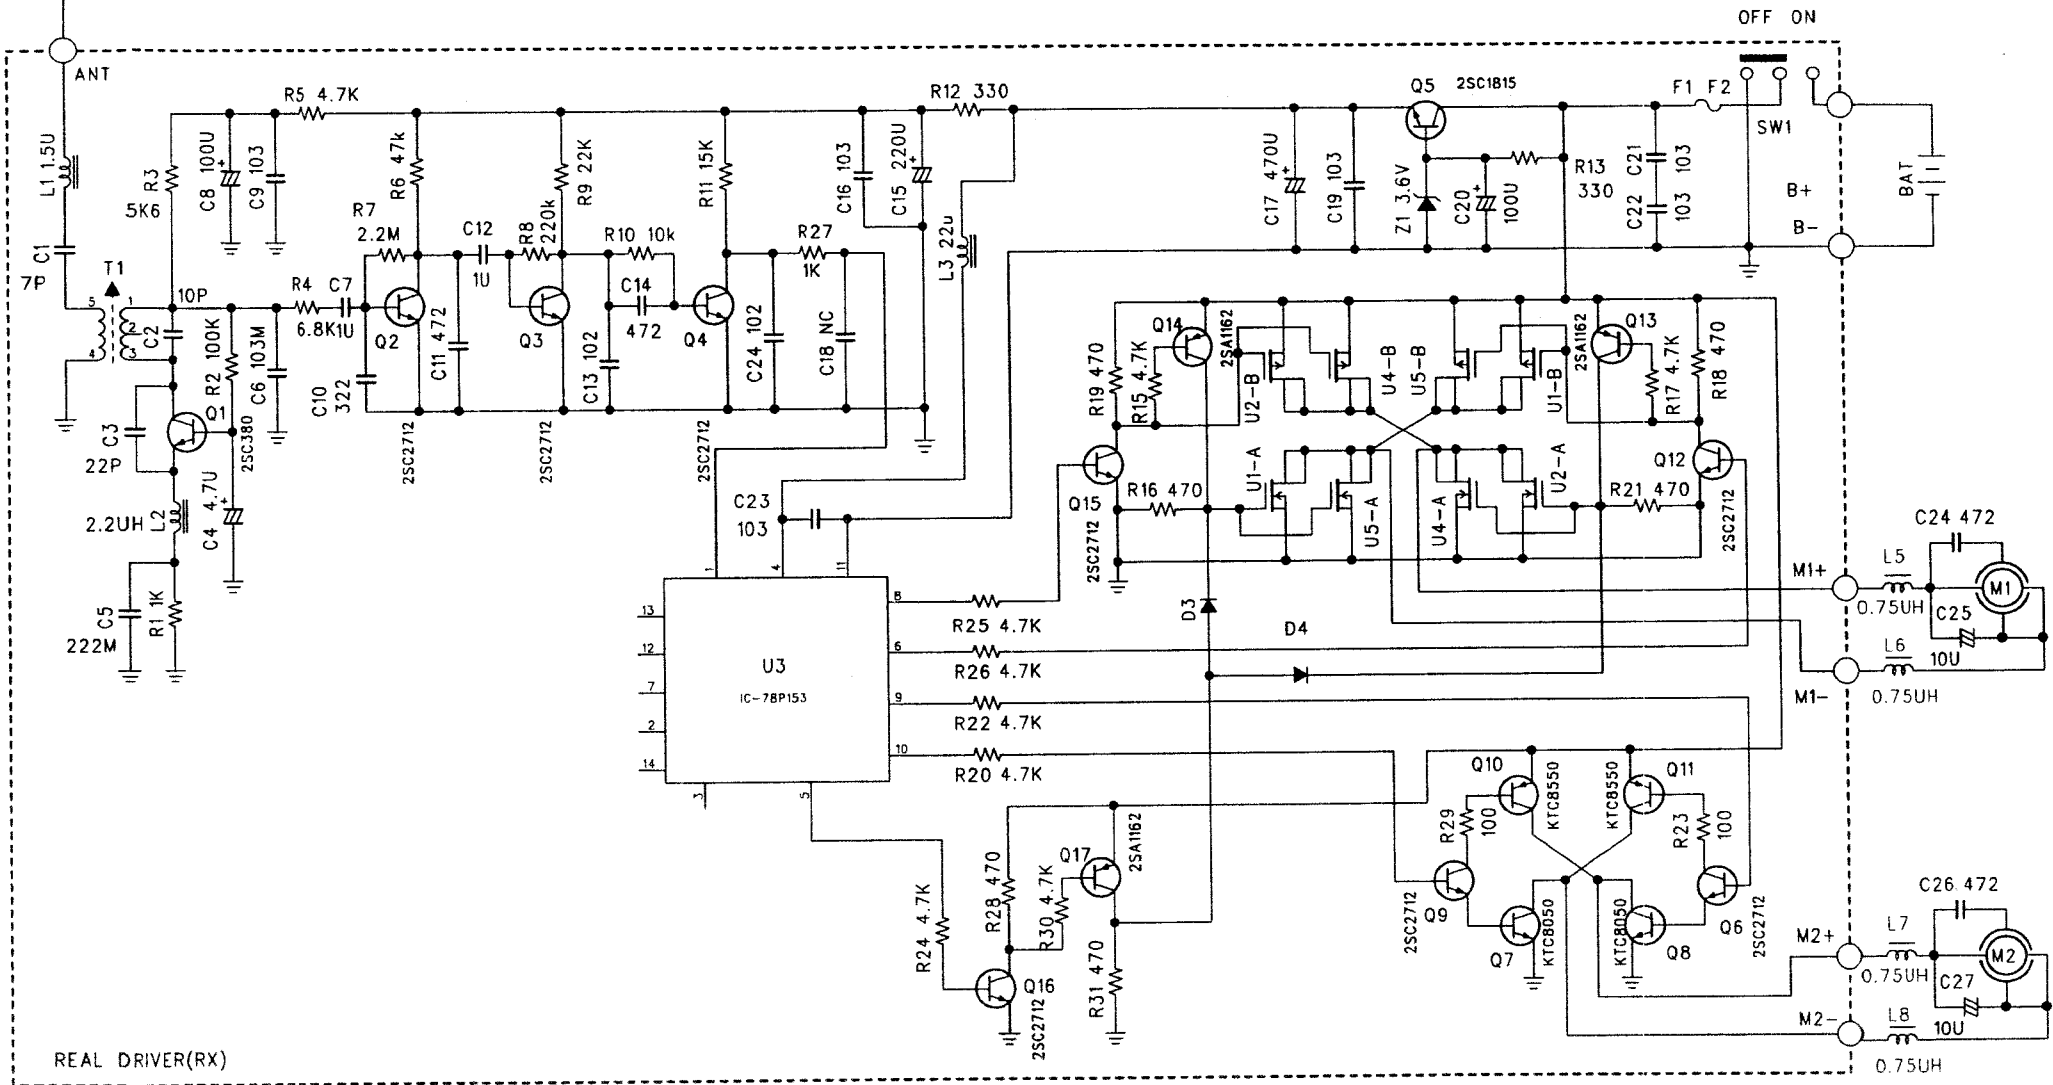 OFF ON
ANT
R5 4.7K
R12 330
Q5
2SC1815
F1 F2
SW1
L1 1.5U
R3
5K6
C8 100U
+
C9 103
R6 47k
R9 22K
R11 15K
C16 103
C15 220U
+
C17 470U
+
C19 103
Z1 3.6V
C20
100U
+
R13
330
C21
103
C22
103
B+
B-
BAT
C1
7P
T1
5
4
1
2
3
10P
C2
R7
2.2M
C12
1U
R8
220k
R10 10k
C14
472
R27
1K
L3 22u
R4
6.8K
C7
1U
R2 100K
C6 103M
Q2
C11 472
C10
322
Q3
C13 102
Q4
C24 102
C18 NC
2SC2712
2SC2712
2SC2712
C3
22P
Q1
2SC380
L2
2.2UH
C4 4.7U
+
C5
222M
R1 1K
Q14
2SA1162
R19 470
R15 4.7K
U2-B
U4-B
U5-B
U1-B
Q13
2SA1162
R17 4.7K
R18 470
Q15
2SC2712
R16 470
U1-A
U5-A
U4-A
U2-A
R21 470
Q12
2SC2712
C23
103
1
4
11
13
12
7
2
14
3
5
8
6
9
10
U3
IC-78P153
R25 4.7K
R26 4.7K
R22 4.7K
R20 4.7K
D3
D4
M1+
M1-
L5
0.75UH
L6
0.75UH
C24 472
M1
C25
10U
Q10
KTC8550
KTC8550
Q11
R29
100
R23
100
Q9
2SC2712
Q7
KTC8050
KTC8050
Q8
Q6
2SC2712
R24 4.7K
R28 470
R30 4.7K
Q17
2SA1162
Q16
2SC2712
R31 470
M2+
M2-
L7
0.75UH
L8
0.75UH
C26 472
M2
C27
10U
REAL DRIVER(RX)